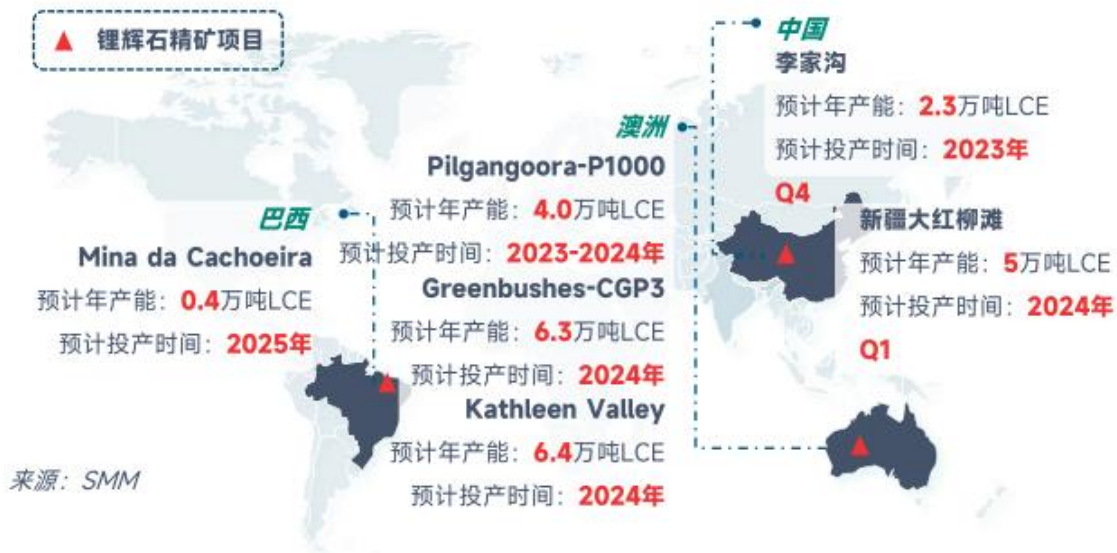 锂辉石精矿项目
中国
李家沟
预计年产能：2.3万吨LCE
预计投产时间：2023年
Q4
新疆大红柳滩
预计年产能：5万吨LCE
预计投产时间：2024年
Q1
澳洲
Pilgangoora-P1000
预计年产能：4.0万吨LCE
预计投产时间：2023-2024年
Greenbushes-CGP3
预计年产能：6.3万吨LCE
预计投产时间：2024年
Kathleen Valley
预计年产能：6.4万吨LCE
预计投产时间：2024年
巴西
Mina da Cachoeira
预计年产能：0.4万吨LCE
预计投产时间：2025年
来源：SMM